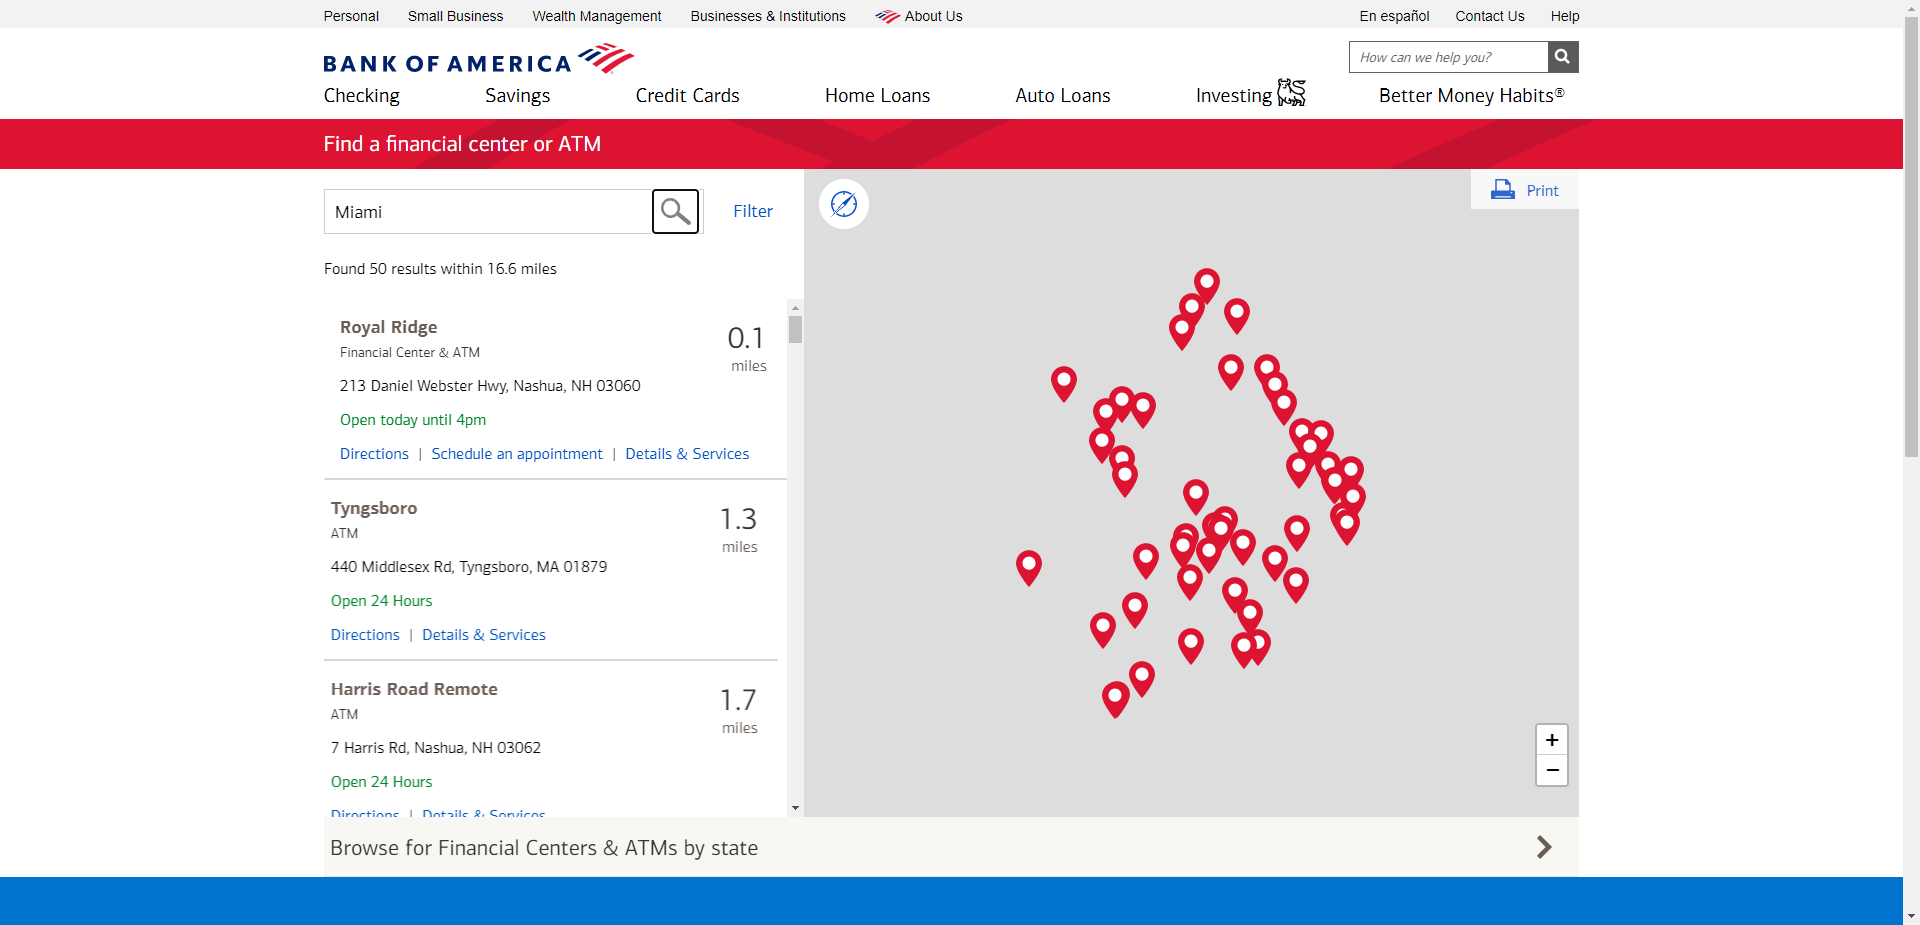 Personal Small Business Wealth Management Businesses & Institutions About Us En español Contact Us Help
BANK OF AMERICA
How can we help you?
Checking Savings Credit Cards Home Loans Auto Loans Investing Better Money Habits®
Find a financial center or ATM
Miami
Filter
Print
Found 50 results within 16.6 miles
Royal Ridge
Financial Center & ATM
0.1
miles
213 Daniel Webster Hwy, Nashua, NH 03060
Open today until 4pm
Directions | Schedule an appointment | Details & Services
Tyngsboro
ATM
1.3
miles
440 Middlesex Rd, Tyngsboro, MA 01879
Open 24 Hours
Directions | Details & Services
Harris Road Remote
ATM
1.7
miles
7 Harris Rd, Nashua, NH 03062
Open 24 Hours
Directions | Details & Services
+
−
Browse for Financial Centers & ATMs by state